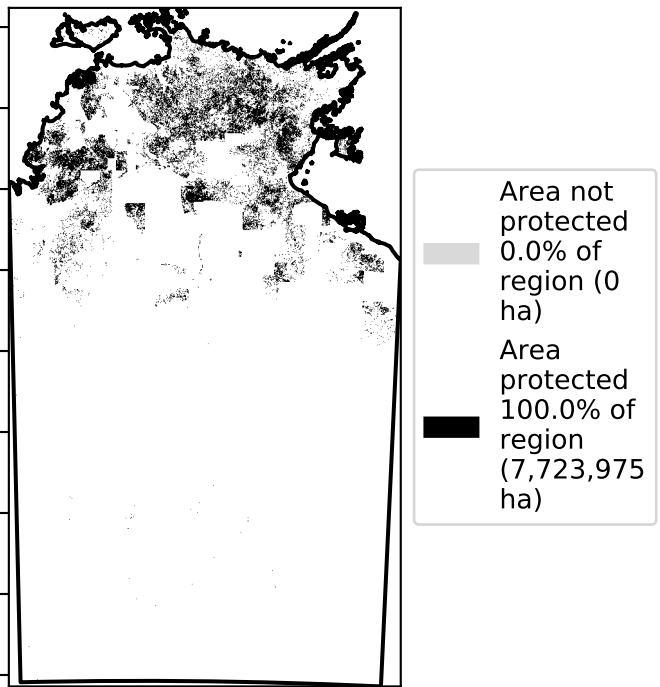 Area not
protected
0.0% of
region (0
ha)
Area
protected
100.0% of
region
(7,723,975
ha)